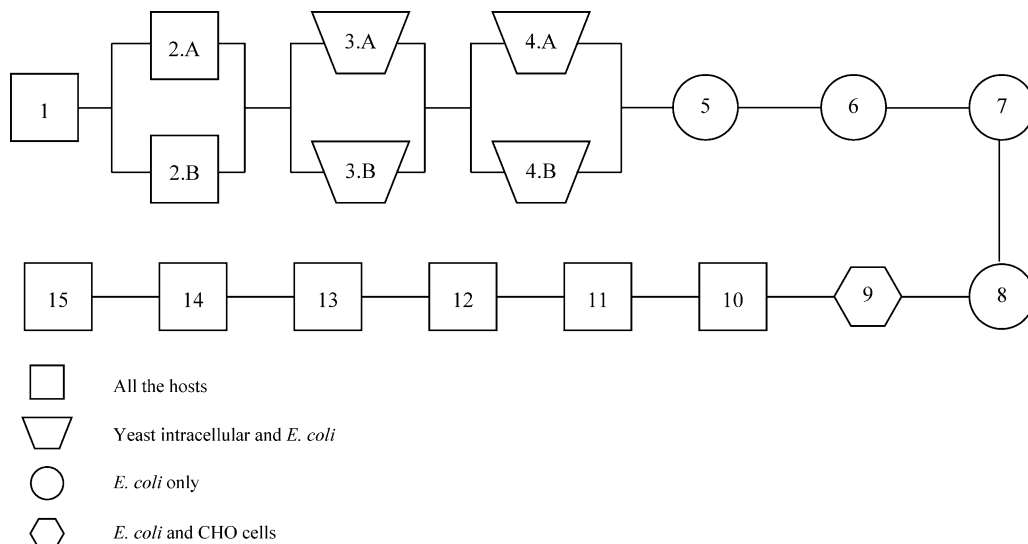 2.A
3.A
4.A
1
5
6
7
2.B
3.B
4.B
15
14
13
12
11
10
9
8
All the hosts
Yeast intracellular and E. coli
E. coli only
E. coli and CHO cells